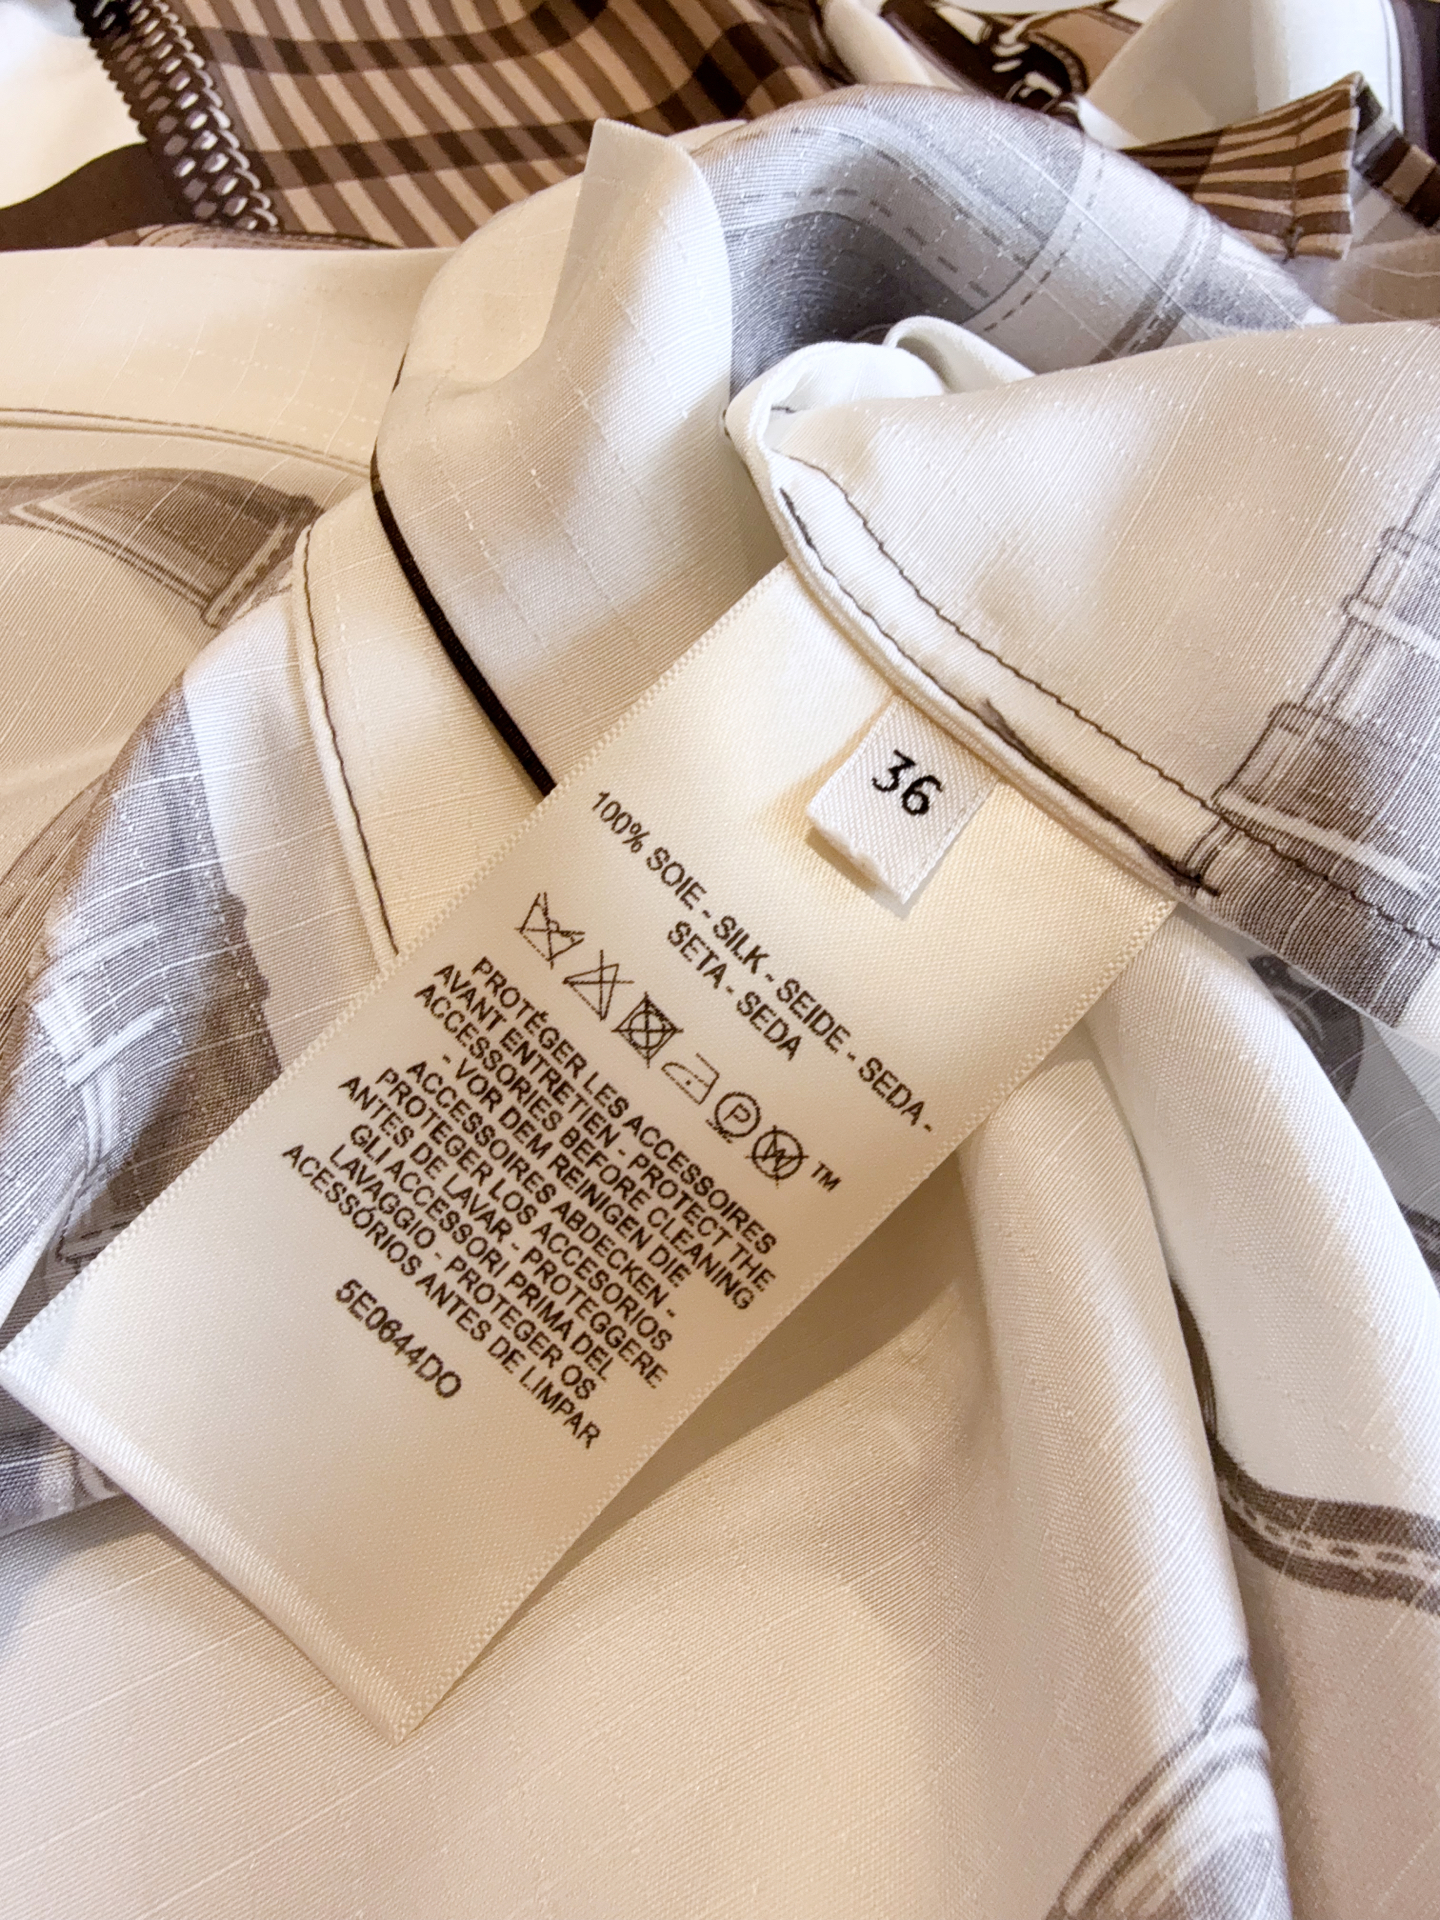 36
100% SOIE - SILK - SEIDE - SEDA -
SETA - SEDA
P W ™
PROTÉGER LES ACCESSOIRES
AVANT ENTRETIEN - PROTECT THE
ACCESSORIES BEFORE CLEANING
- VOR DEM REINIGEN DIE
ACCESSOIRES ABDECKEN -
PROTEGER LOS ACCESORIOS
ANTES DE LAVAR - PROTEGGERE
GLI ACCESSORI PRIMA DEL
LAVAGGIO - PROTEGER OS
ACESSÓRIOS ANTES DE LIMPAR
5E0644DO